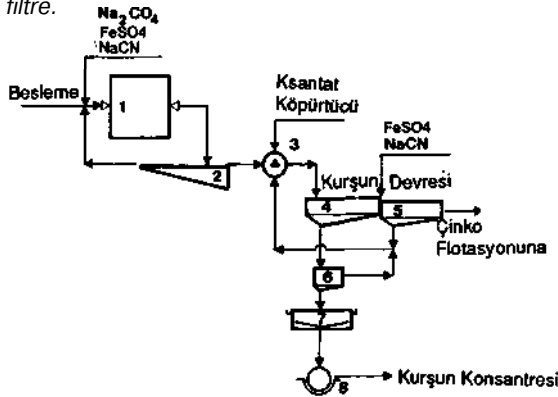 filtre.
Na2CO4
FeSO4
NaCN
Besleme
1
2
Ksantat
Köpürtücü
3
FeSO4
NaCN
Kurşun Devresi
4
5
Çinko
Flotasyonuna
6
7
8
Kurşun Konsantresi